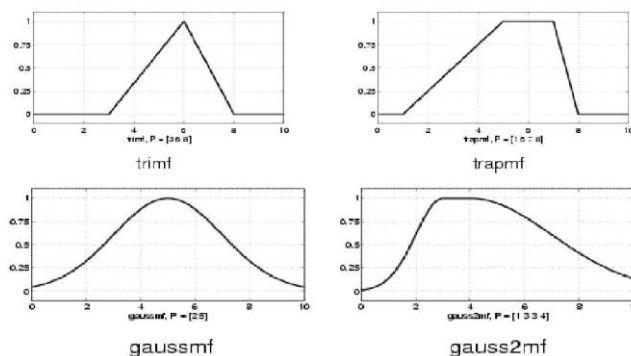 1
0.75
0.5
0.25
0
0 2 4 6 8 10
trimf, P = [3 6 8]
trimf
1
0.75
0.5
0.25
0
0 2 4 6 8 10
trapmf, P = [1 5 7 8]
trapmf
1
0.75
0.5
0.25
0
0 2 4 6 8 10
gaussmf, P = [2 5]
gaussmf
1
0.75
0.5
0.25
0
0 2 4 6 8 10
gauss2mf, P = [1 3 3 4]
gauss2mf